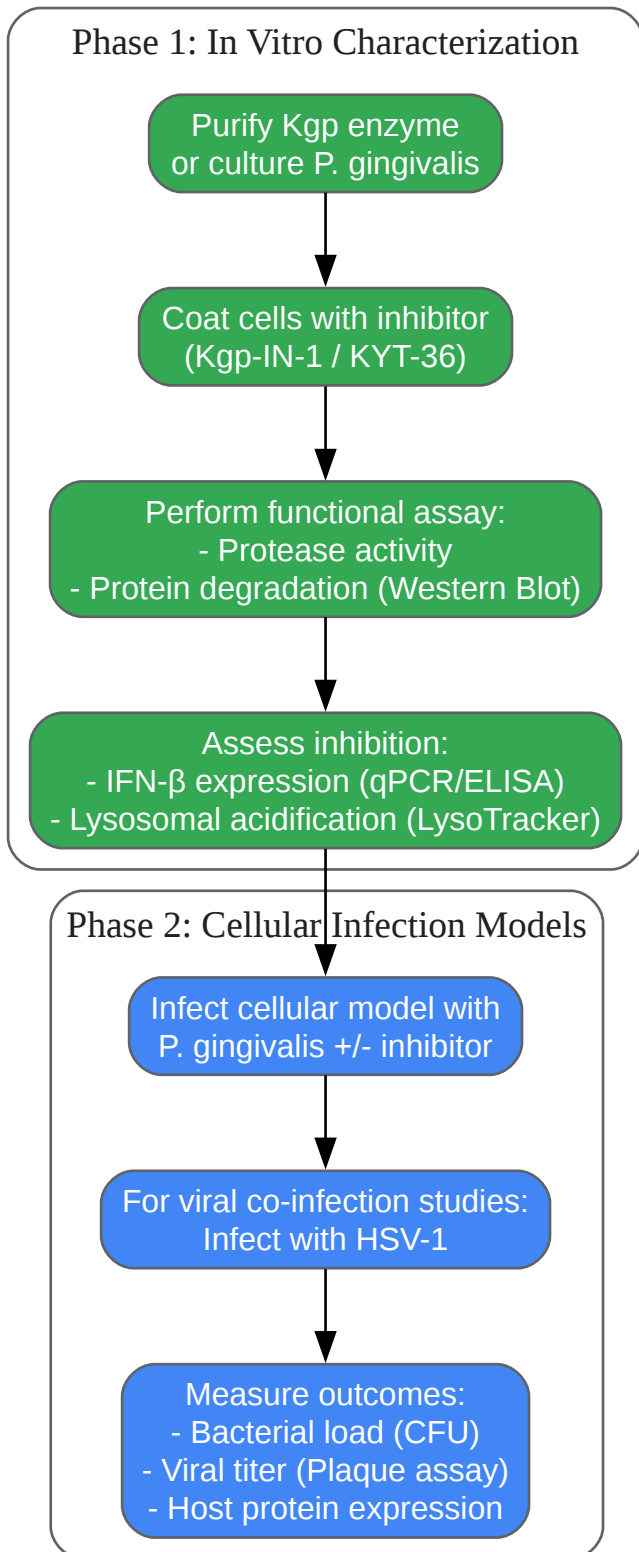 Phase 1: In Vitro Characterization
Purify Kgp enzyme
or culture P. gingivalis
Coat cells with inhibitor
(Kgp-IN-1 / KYT-36)
Perform functional assay:
- Protease activity
- Protein degradation (Western Blot)
Assess inhibition:
- IFN-β expression (qPCR/ELISA)
- Lysosomal acidification (LysoTracker)
Phase 2: Cellular Infection Models
Infect cellular model with
P. gingivalis +/- inhibitor
For viral co-infection studies:
Infect with HSV-1
Measure outcomes:
- Bacterial load (CFU)
- Viral titer (Plaque assay)
- Host protein expression